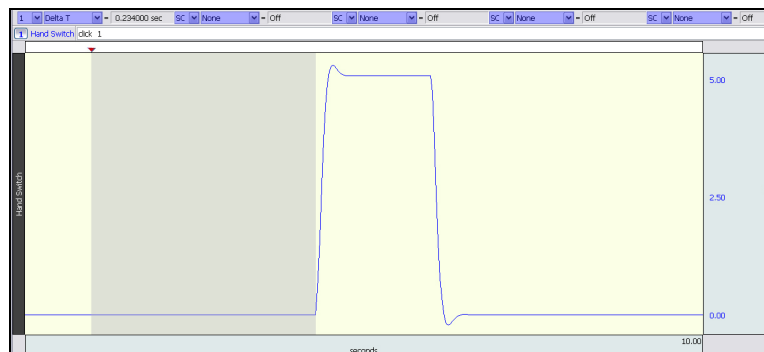 1 Delta T = 0.234000 sec SC None = Off SC None = Off SC None = Off SC None = Off
1 Hand Switch click 1
5.00
Hand Switch
2.50
0.00
10.00
seconds